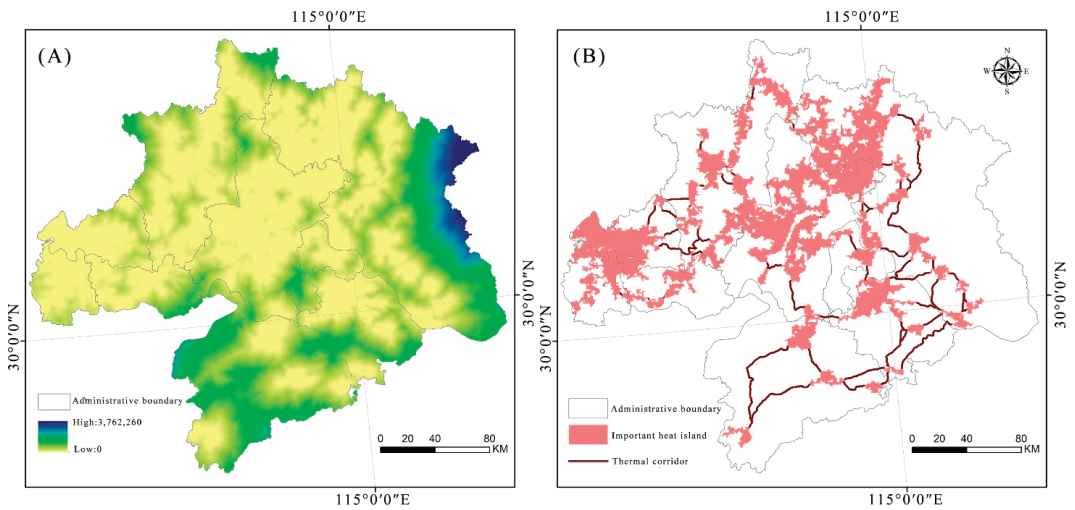 115°0′0″E
115°0′0″E
(A)
(B)
N
W
E
S
30°0′0″N
30°0′0″N
30°0′0″N
30°0′0″N
Administrative boundary
High:3,762,260
Low:0
0 20 40 80
KM
Administrative boundary
Important heat island
Thermal corridor
0 20 40 80
KM
115°0′0″E
115°0′0″E